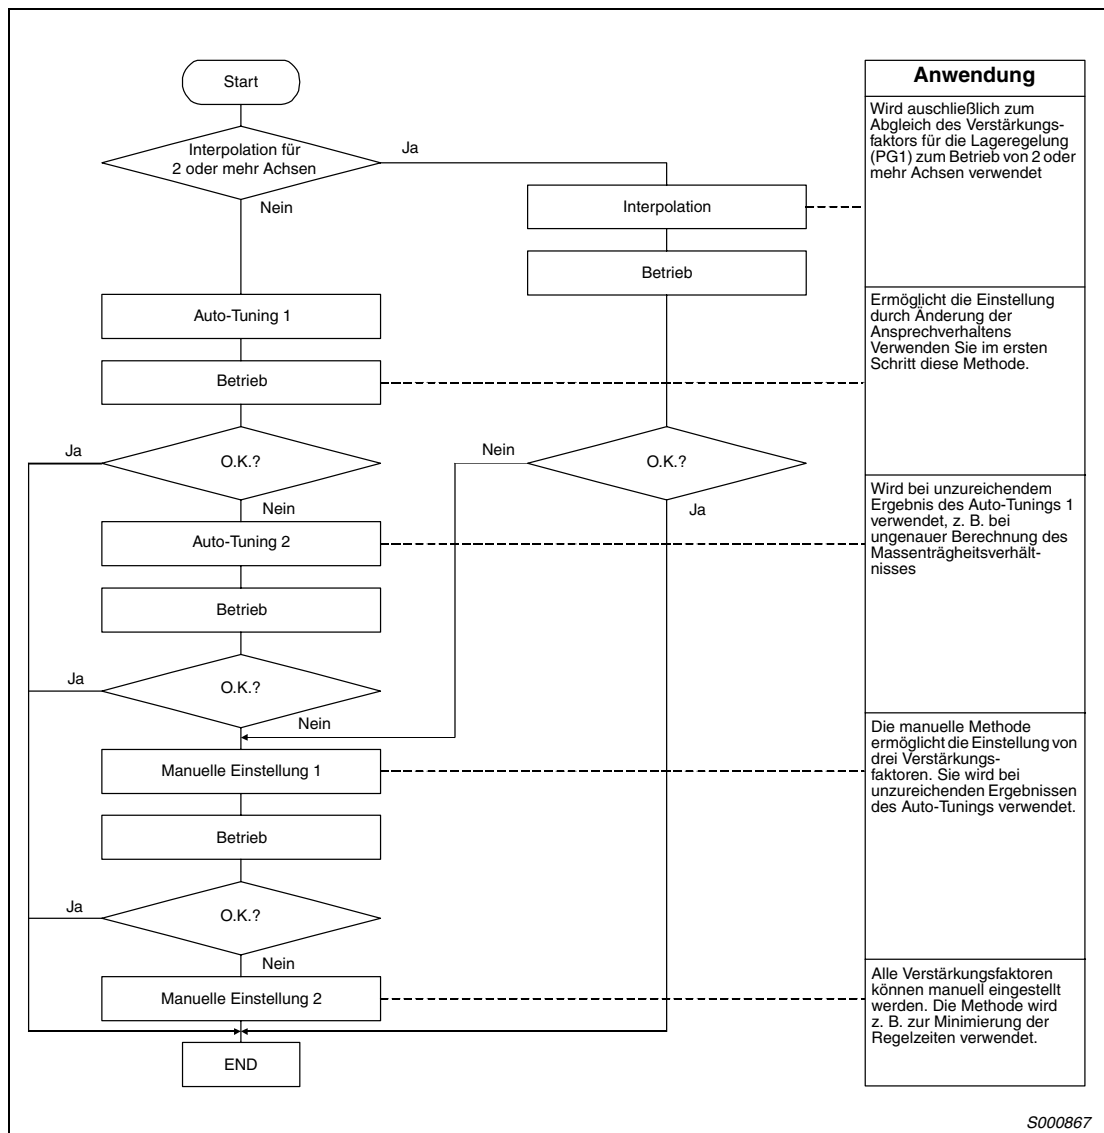 Start
Interpolation für
2 oder mehr Achsen
Ja
Nein
Interpolation
Betrieb
Auto-Tuning 1
Betrieb
Ja
O.K.?
Nein
Nein
O.K.?
Ja
Auto-Tuning 2
Betrieb
Ja
O.K.?
Nein
Manuelle Einstellung 1
Betrieb
Ja
O.K.?
Nein
Manuelle Einstellung 2
END
Anwendung
Wird auschließlich zum
Abgleich des Verstärkungs-
faktors für die Lageregelung
(PG1) zum Betrieb von 2 oder
mehr Achsen verwendet
Ermöglicht die Einstellung
durch Änderung der
Ansprechverhaltens
Verwenden Sie im ersten
Schritt diese Methode.
Wird bei unzureichendem
Ergebnis des Auto-Tunings 1
verwendet, z. B. bei
ungenauer Berechnung des
Massenträgheitsverhält-
nisses
Die manuelle Methode
ermöglicht die Einstellung von
drei Verstärkungs-
faktoren. Sie wird bei
unzureichenden Ergebnissen
des Auto-Tunings verwendet.
Alle Verstärkungsfaktoren
können manuell eingestellt
werden. Die Methode wird
z. B. zur Minimierung der
Regelzeiten verwendet.
S000867